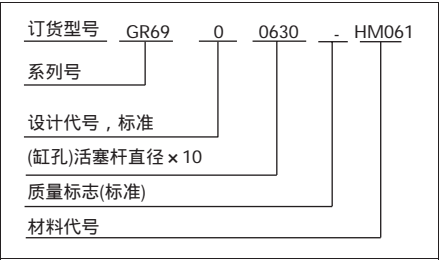 订货型号 GR69 0 0630 - HM061
系列号
设计代号，标准
(缸孔)活塞杆直径×10
质量标志(标准)
材料代号